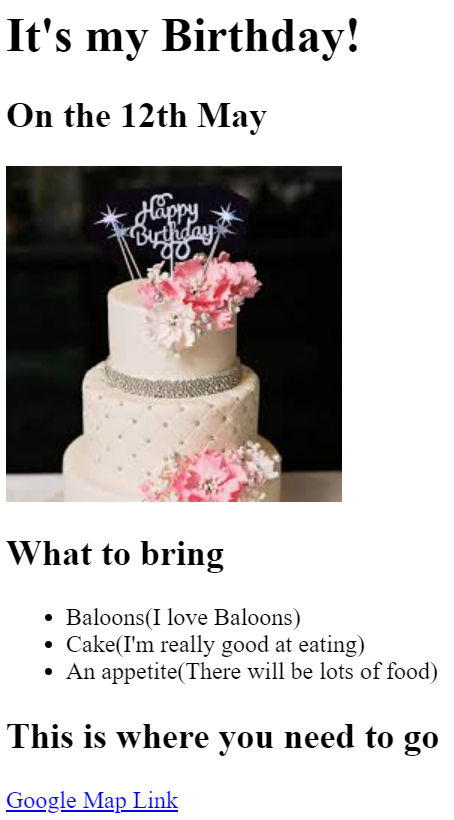 It's my Birthday!
On the 12th May
Happy
Birthday
What to bring
Baloons(I love Baloons)
Cake(I'm really good at eating)
An appetite(There will be lots of food)
This is where you need to go
Google Map Link